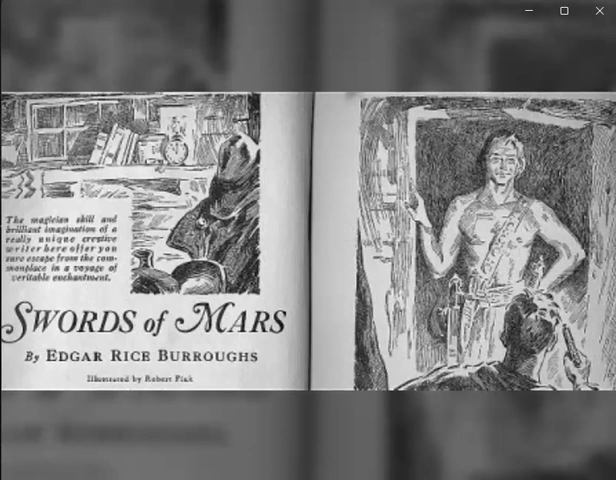 The magician skill and
brilliant imagination of a
really unique creative
writer here offer you
sure escape from the com-
monplace in a voyage of
veritable enchantment.
SWORDS of MARS
By EDGAR RICE BURROUGHS
Illustrated by Robert Fink